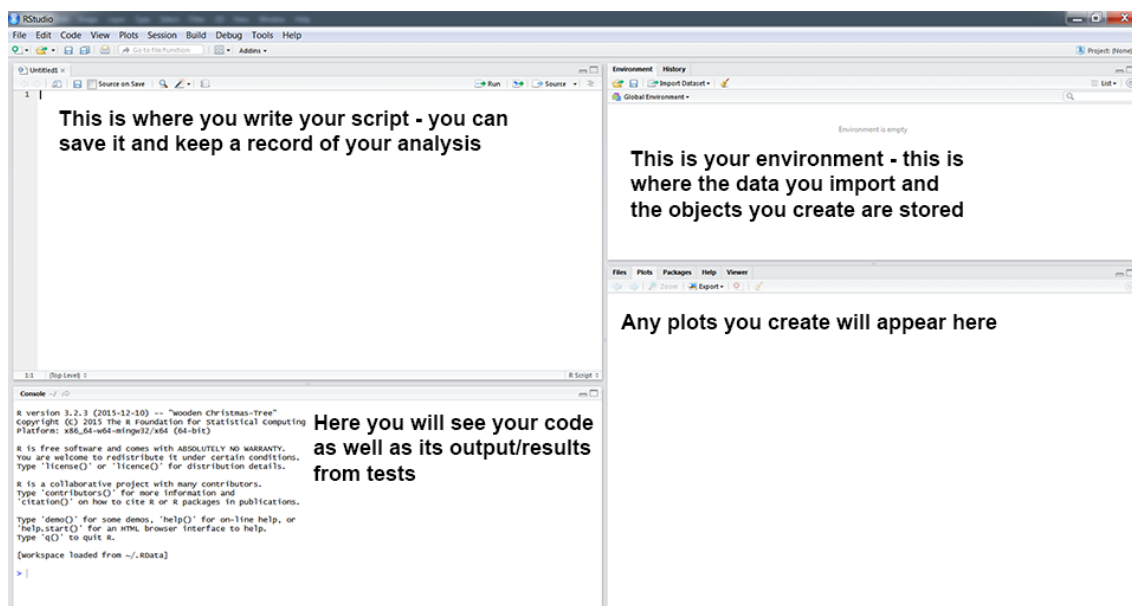 RStudio
File Edit Code View Plots Session Build Debug Tools Help
Go to file/function Addins
Project: (None)
Untitled1
Source on Save Run Source
1
This is where you write your script - you can
save it and keep a record of your analysis
1:1 (Top Level) R Script
Console ~/
R version 3.2.3 (2015-12-10) -- "Wooden Christmas-Tree"
Copyright (C) 2015 The R Foundation for Statistical Computing
Platform: x86_64-w64-mingw32/x64 (64-bit)
R is free software and comes with ABSOLUTELY NO WARRANTY.
You are welcome to redistribute it under certain conditions.
Type 'license()' or 'licence()' for distribution details.
R is a collaborative project with many contributors.
Type 'contributors()' for more information and
'citation()' on how to cite R or R packages in publications.
Type 'demo()' for some demos, 'help()' for on-line help, or
'help.start()' for an HTML browser interface to help.
Type 'q()' to quit R.
[Workspace loaded from ~/.RData]
>
Here you will see your code
as well as its output/results
from tests
Environment History
Import Dataset List
Global Environment
Environment is empty
This is your environment - this is
where the data you import and
the objects you create are stored
Files Plots Packages Help Viewer
Zoom Export
Any plots you create will appear here